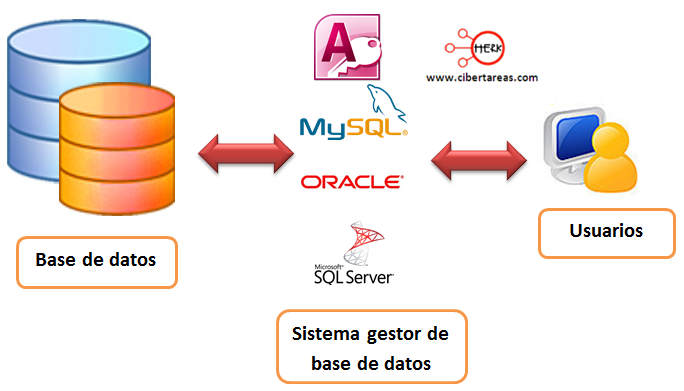 A
HERK
www.cibertareas.com
MySQL®
ORACLE®
Microsoft®
SQL Server®
Base de datos
Usuarios
Sistema gestor de
base de datos